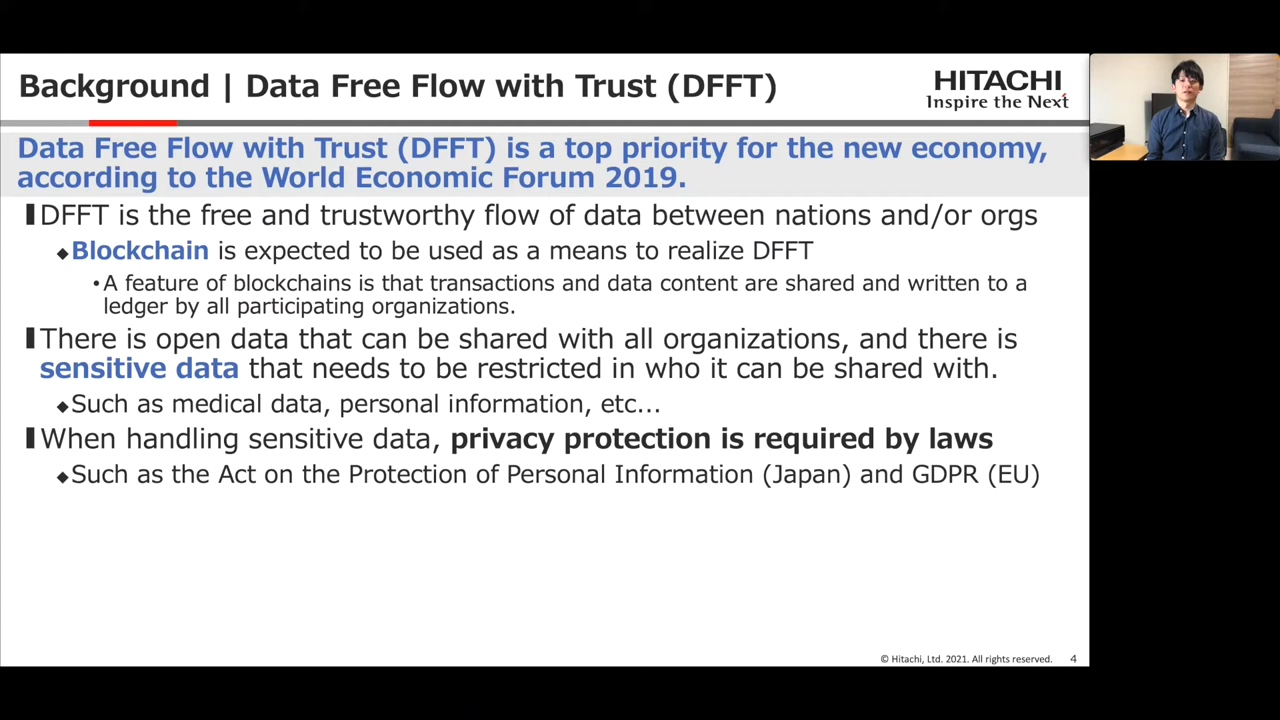 Background | Data Free Flow with Trust (DFFT)
HITACHI
Inspire the Next
Data Free Flow with Trust (DFFT) is a top priority for the new economy,
according to the World Economic Forum 2019.
DFFT is the free and trustworthy flow of data between nations and/or orgs
◆Blockchain is expected to be used as a means to realize DFFT
•A feature of blockchains is that transactions and data content are shared and written to a
ledger by all participating organizations.
There is open data that can be shared with all organizations, and there is
sensitive data that needs to be restricted in who it can be shared with.
◆Such as medical data, personal information, etc...
When handling sensitive data, privacy protection is required by laws
◆Such as the Act on the Protection of Personal Information (Japan) and GDPR (EU)
© Hitachi, Ltd. 2021. All rights reserved. 4